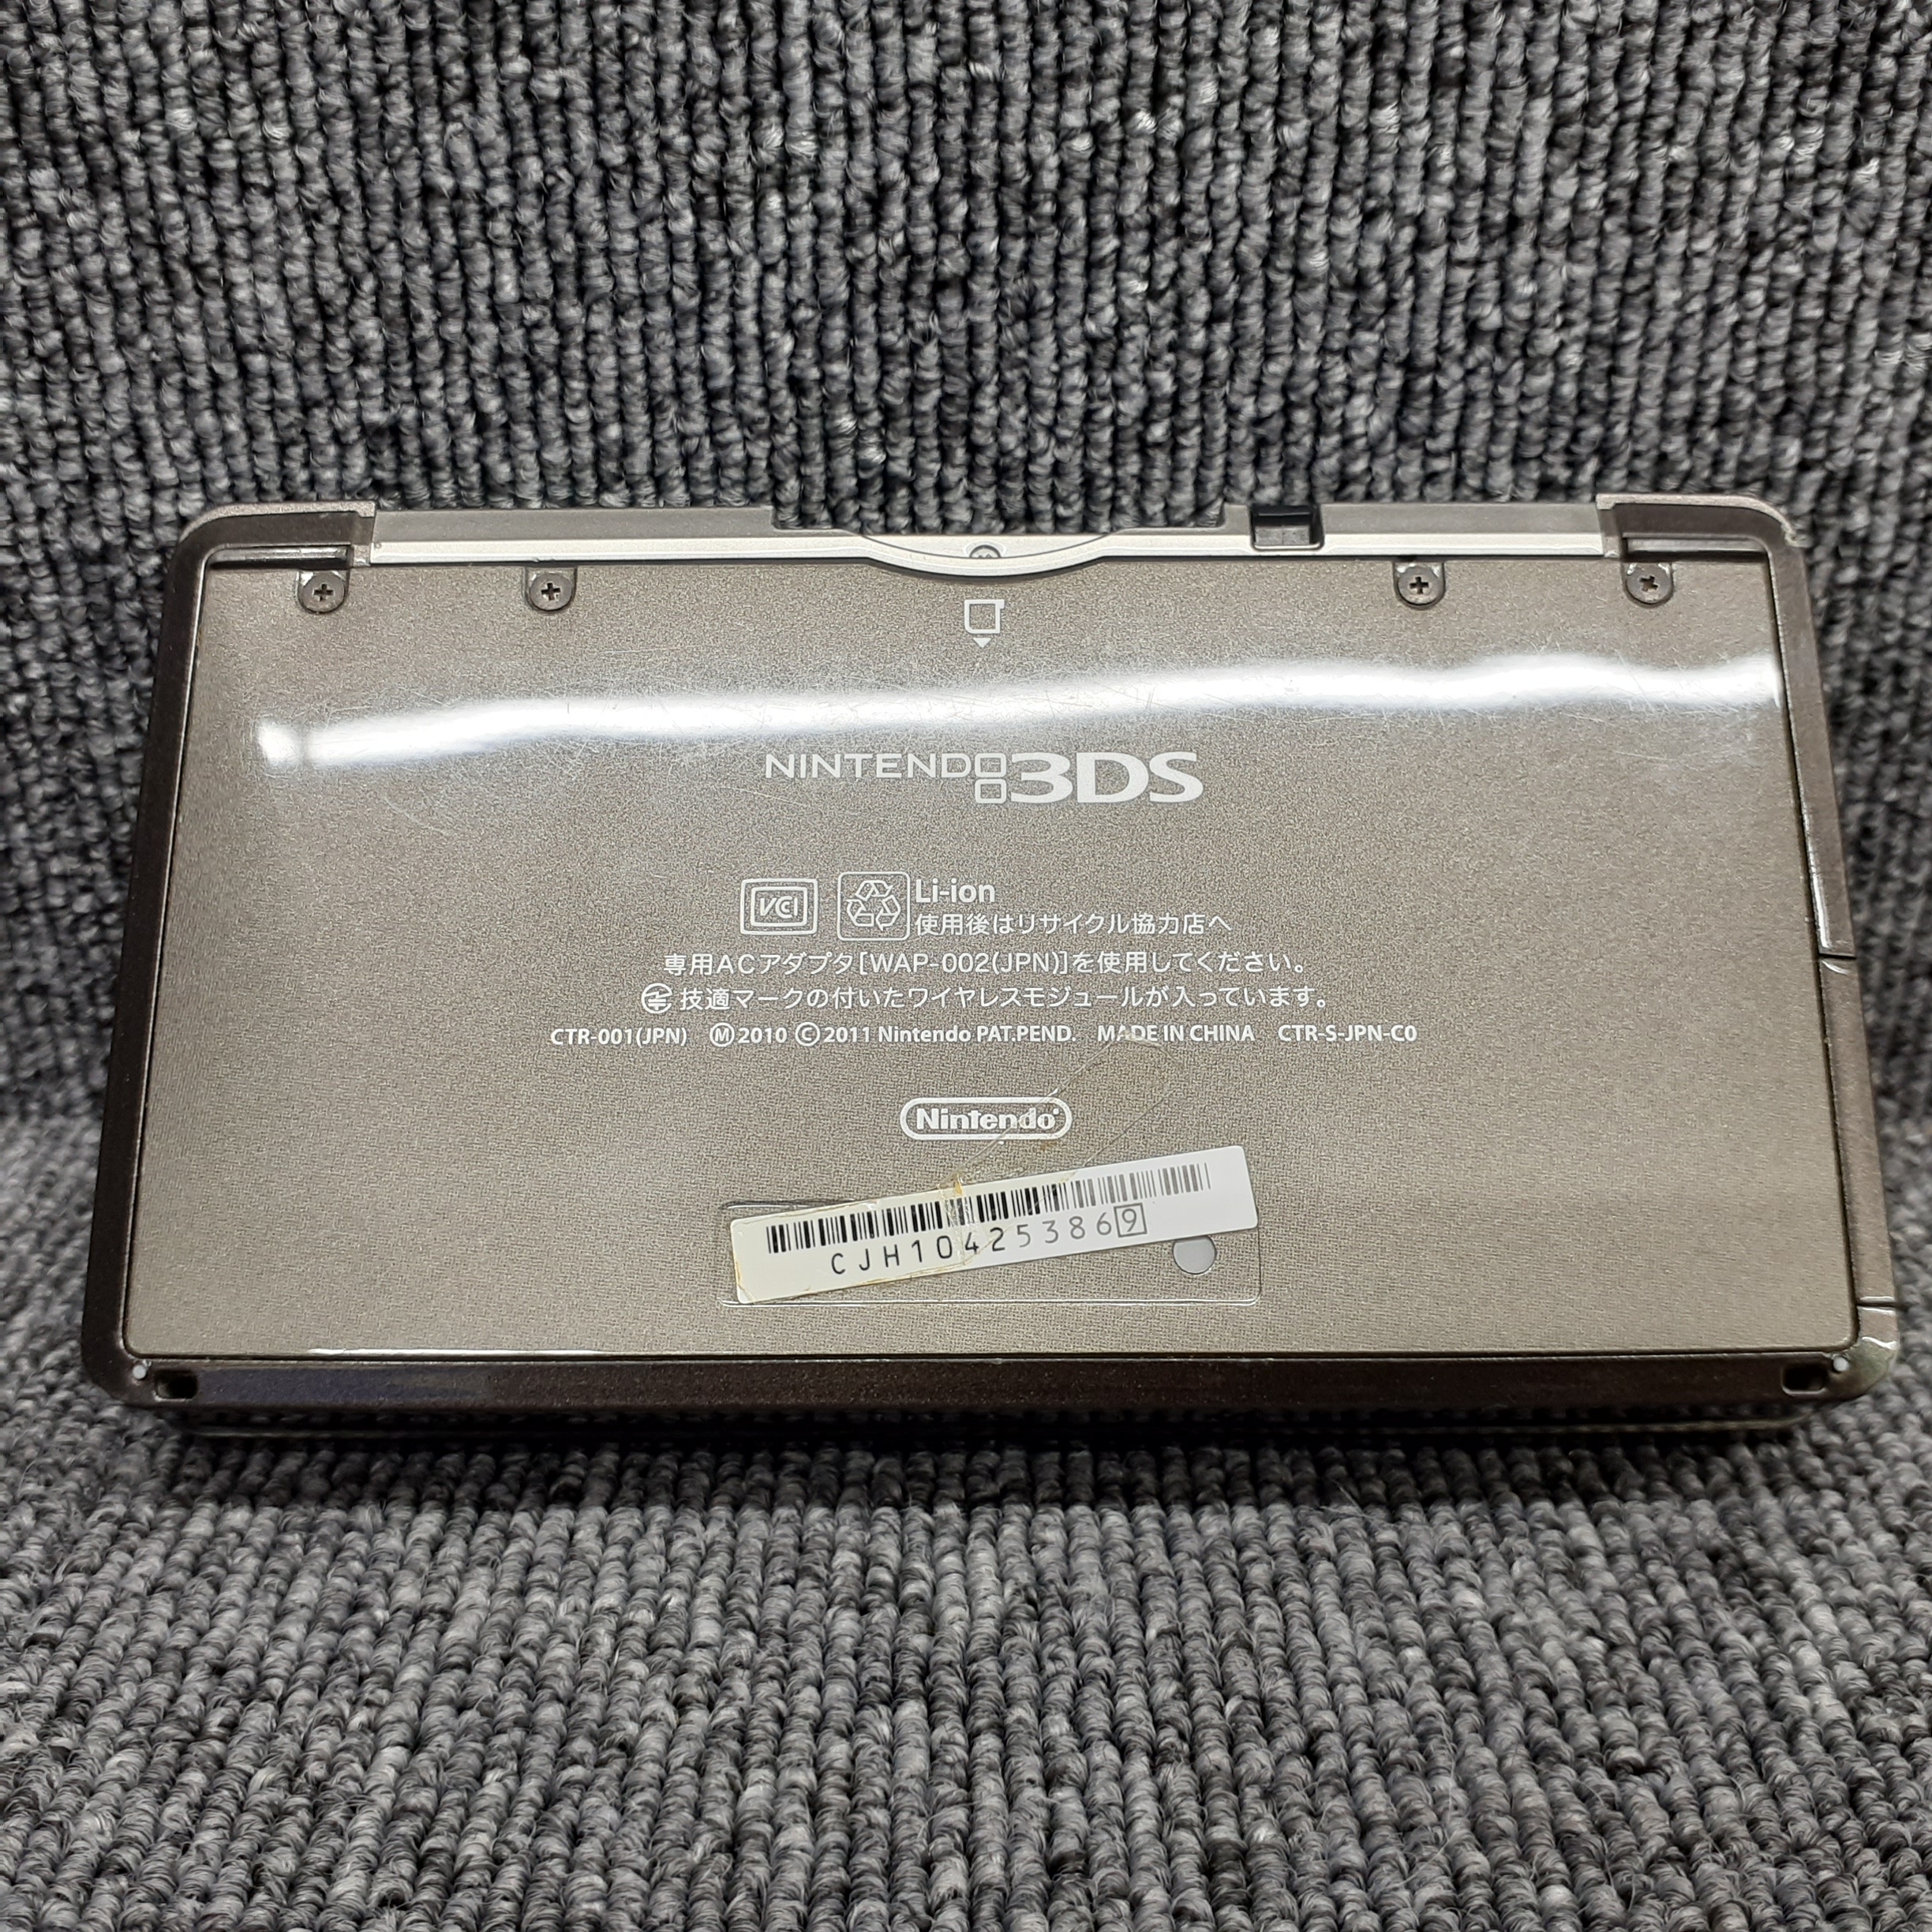 NINTENDO3DS
VCI
Li-ion
使用後はリサイクル協力店へ
専用ACアダプタ[WAP-002(JPN)]を使用してください。
技適マークの付いたワイヤレスモジュールが入っています。
CTR-001(JPN) Ⓜ2010 ©2011 Nintendo PAT.PEND. MADE IN CHINA CTR-S-JPN-C0
Nintendo
CJH104253869